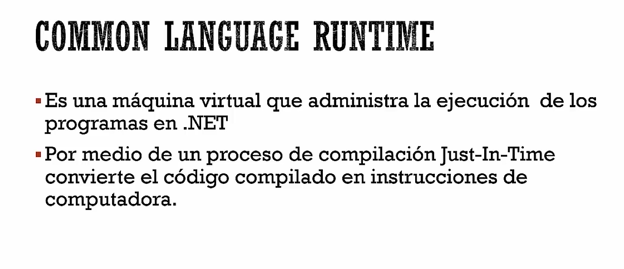 COMMON LANGUAGE RUNTIME
▪Es una máquina virtual que administra la ejecución de los
programas en .NET
▪Por medio de un proceso de compilación Just-In-Time
convierte el código compilado en instrucciones de
computadora.